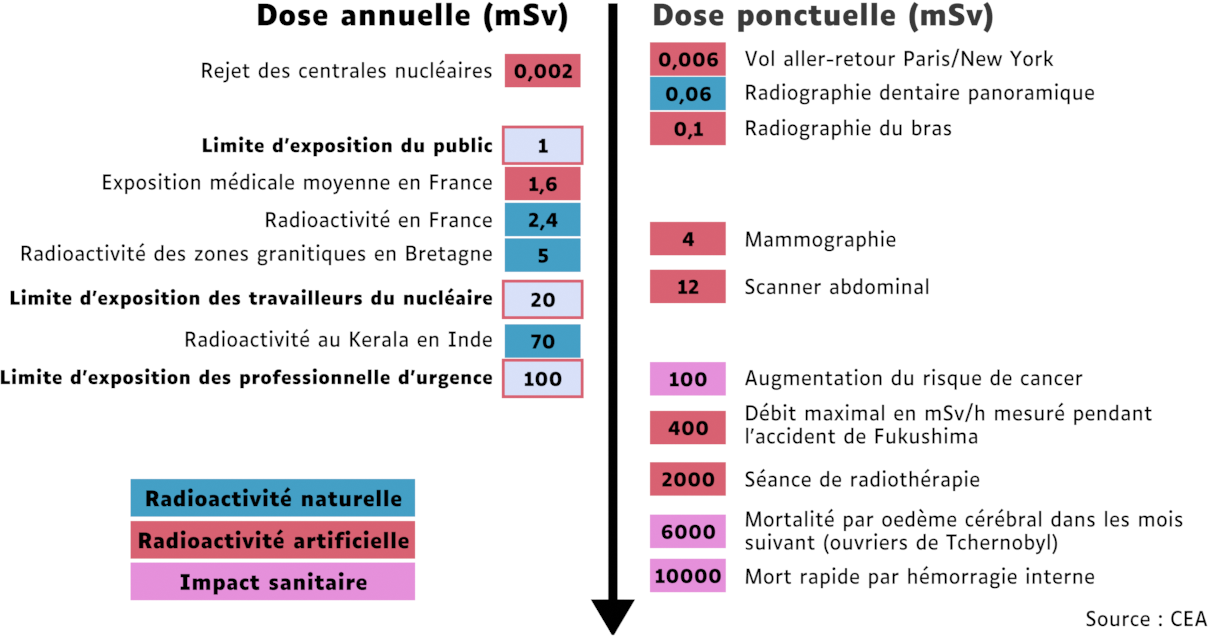 Dose annuelle (mSv)
Rejet des centrales nucléaires 0,002
Limite d'exposition du public 1
Exposition médicale moyenne en France 1,6
Radioactivité en France 2,4
Radioactivité des zones granitiques en Bretagne 5
Limite d'exposition des travailleurs du nucléaire 20
Radioactivité au Kerala en Inde 70
Limite d'exposition des professionnelle d'urgence 100
Radioactivité naturelle
Radioactivité artificielle
Impact sanitaire
Dose ponctuelle (mSv)
0,006 Vol aller-retour Paris/New York
0,06 Radiographie dentaire panoramique
0,1 Radiographie du bras
4 Mammographie
12 Scanner abdominal
100 Augmentation du risque de cancer
400 Débit maximal en mSv/h mesuré pendant
l'accident de Fukushima
2000 Séance de radiothérapie
6000 Mortalité par oedème cérébral dans les mois
suivant (ouvriers de Tchernobyl)
10000 Mort rapide par hémorragie interne
Source : CEA